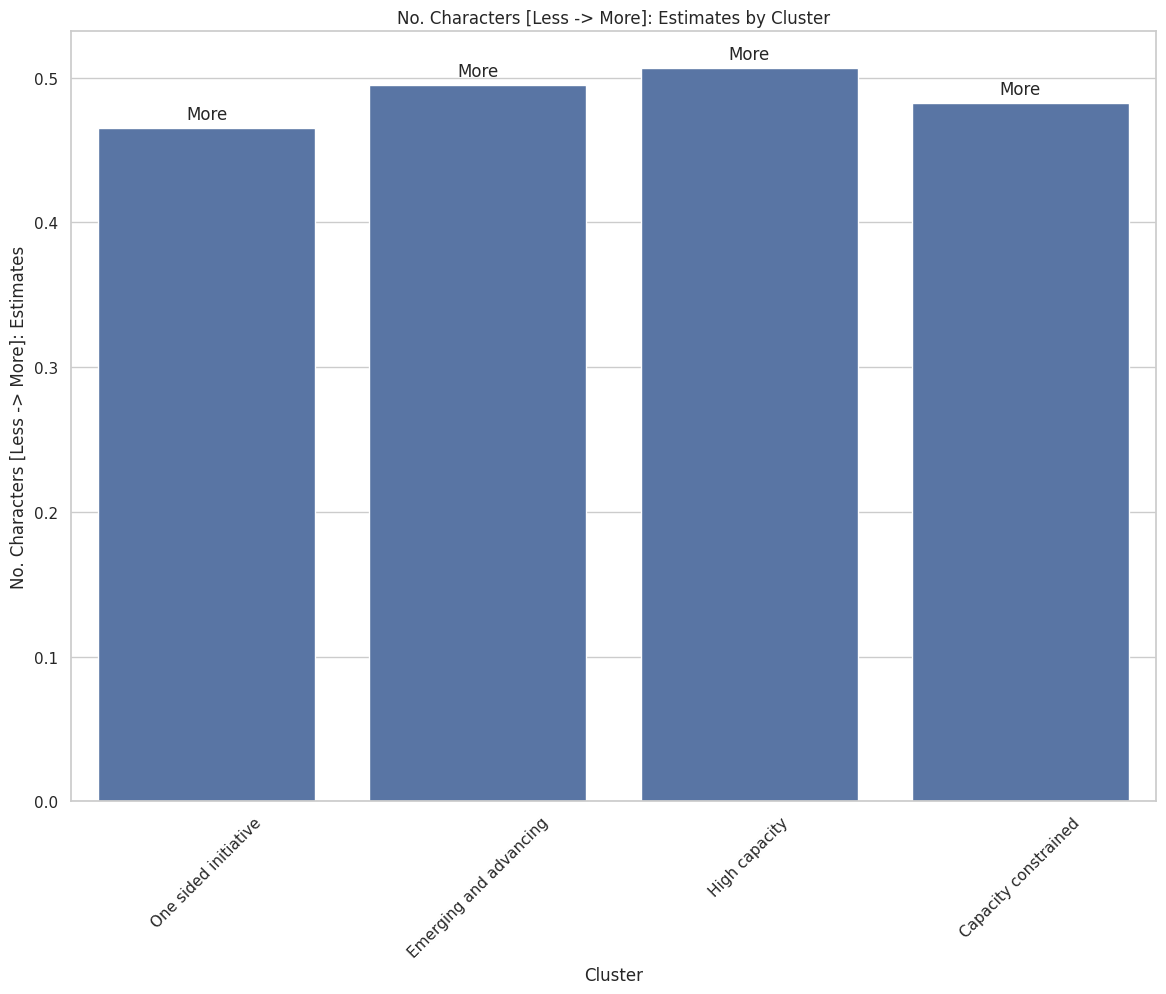 No. Characters [Less -> More]: Estimates by Cluster
No. Characters [Less -> More]: Estimates
0.5
0.4
0.3
0.2
0.1
0.0
More
More
More
More
One sided initiative
Emerging and advancing
High capacity
Capacity constrained
Cluster